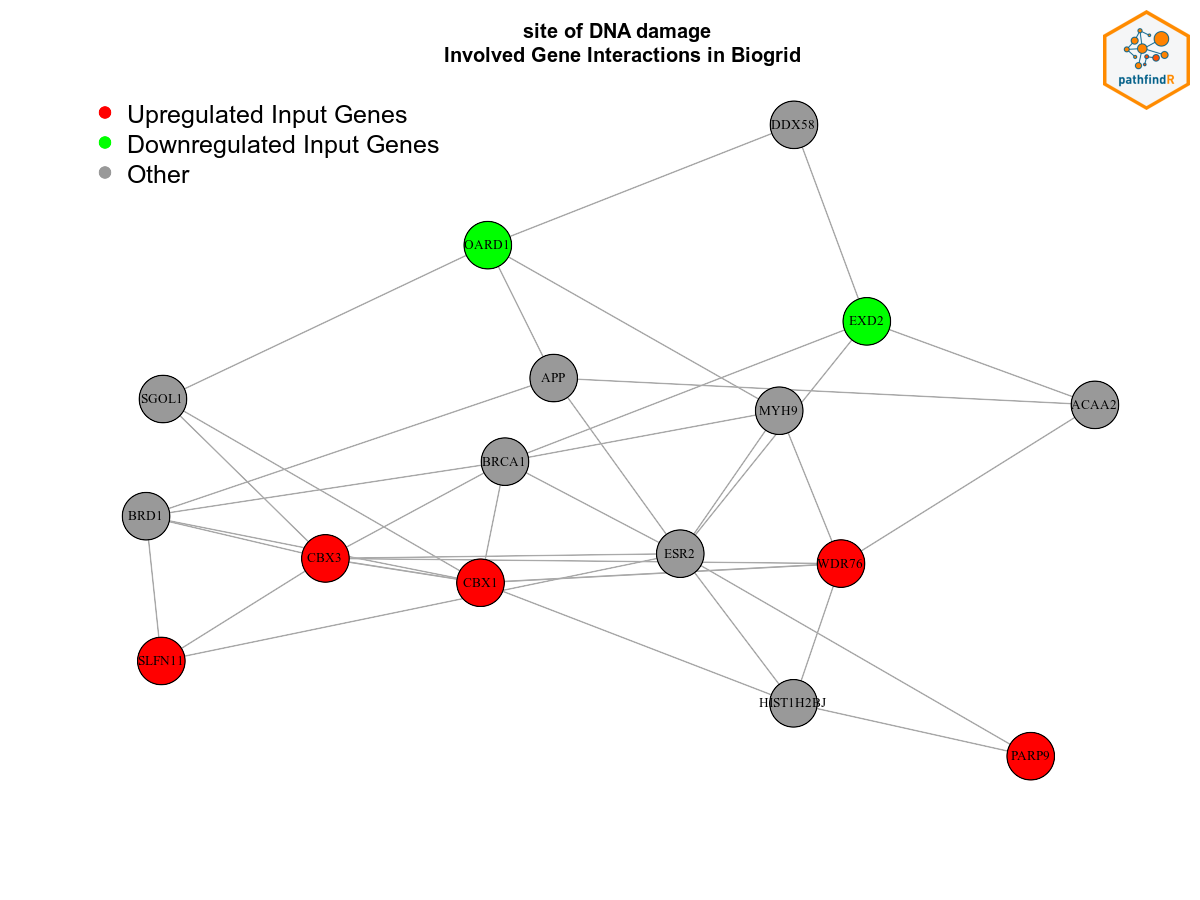 site of DNA damage
Involved Gene Interactions in Biogrid
pathfindR
Upregulated Input Genes
Downregulated Input Genes
Other
DDX58
OARD1
EXD2
APP
SGOL1
MYH9
ACAA2
BRCA1
BRD1
CBX3
ESR2
WDR76
CBX1
SLFN11
HIST1H2BJ
PARP9